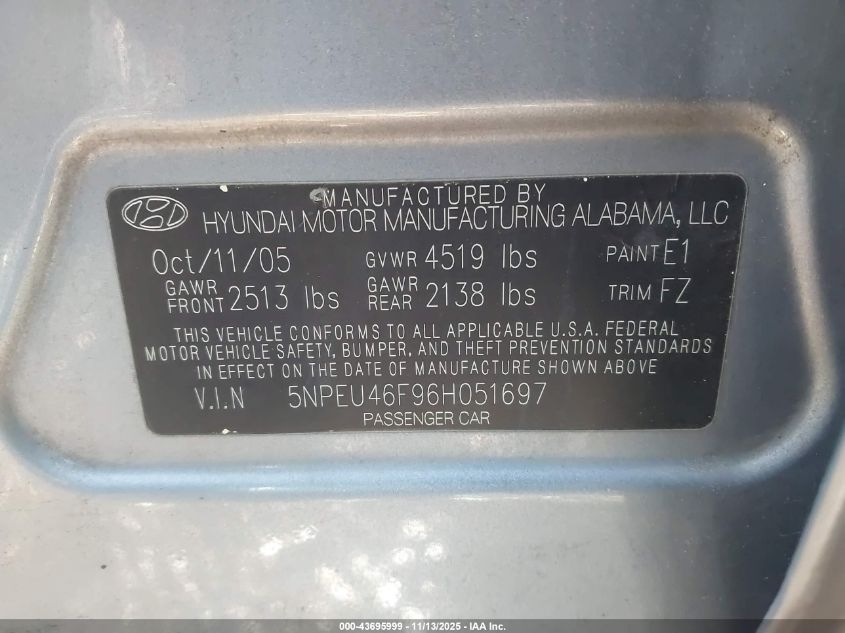 MANUFACTURED BY
HYUNDAI MOTOR MANUFACTURING ALABAMA, LLC
Oct/11/05 GVWR 4519 lbs PAINT E1
GAWR FRONT 2513 lbs GAWR REAR 2138 lbs TRIM FZ
THIS VEHICLE CONFORMS TO ALL APPLICABLE U.S.A. FEDERAL
MOTOR VEHICLE SAFETY, BUMPER, AND THEFT PREVENTION STANDARDS
IN EFFECT ON THE DATE OF MANUFACTURE SHOWN ABOVE
V.I.N 5NPEU46F96H051697
PASSENGER CAR
000-43695999 - 11/13/2025 - IAA Inc.